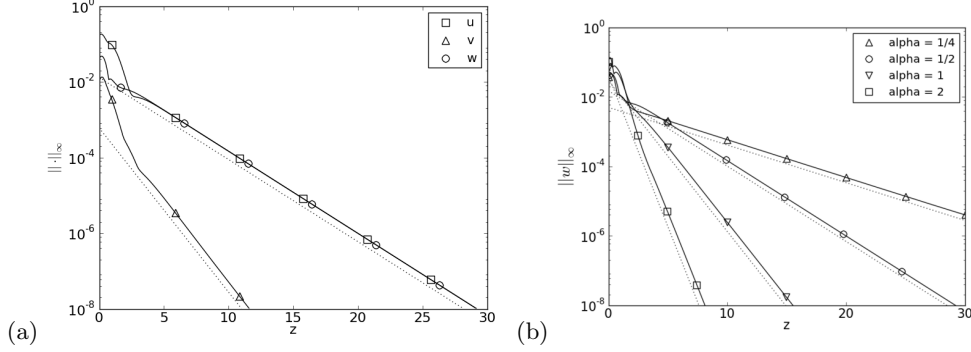 10^0
10^-2
10^-4
10^-6
10^-8
|| · ||_∞
0 5 10 15 20 25 30
z
u
v
w
(a)
10^0
10^-2
10^-4
10^-6
10^-8
||w||_∞
0 10 20 30
z
alpha = 1/4
alpha = 1/2
alpha = 1
alpha = 2
(b)